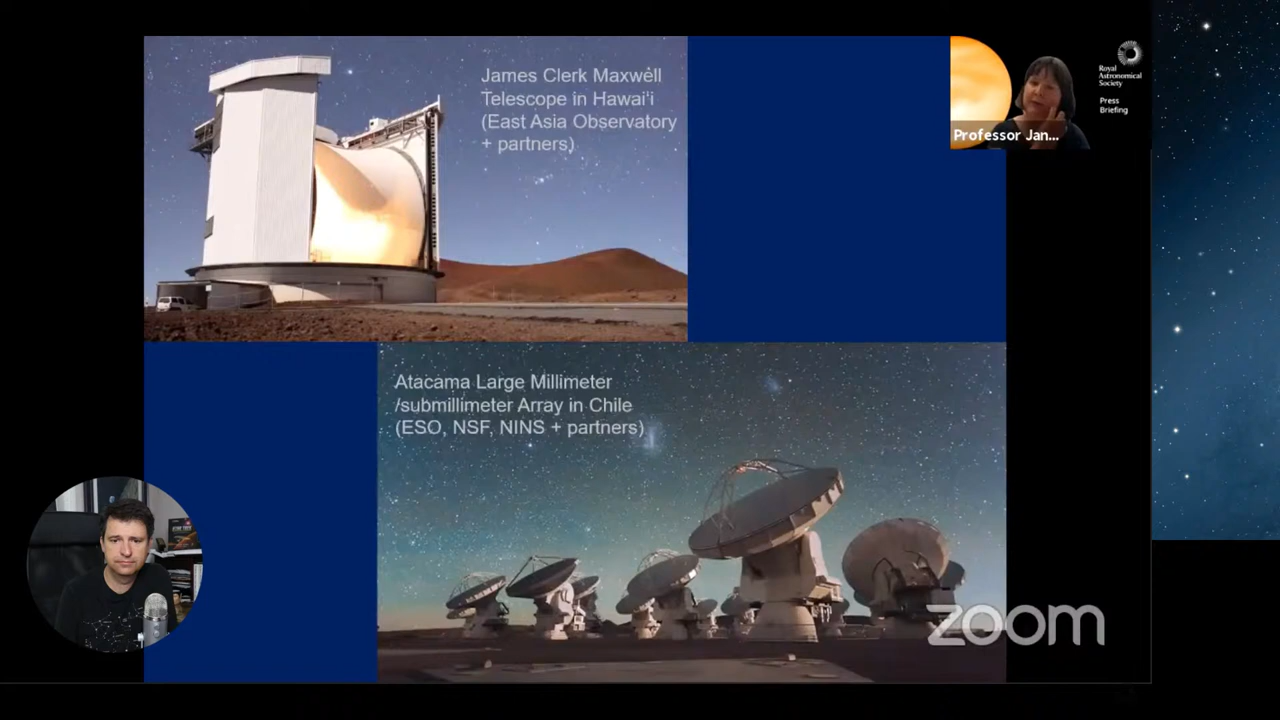 James Clerk Maxwell
Telescope in Hawai'i
(East Asia Observatory
+ partners)
Royal
Astronomical
Society
Press
Briefing
Professor Jan...
Atacama Large Millimeter
/submillimeter Array in Chile
(ESO, NSF, NINS + partners)
zoom